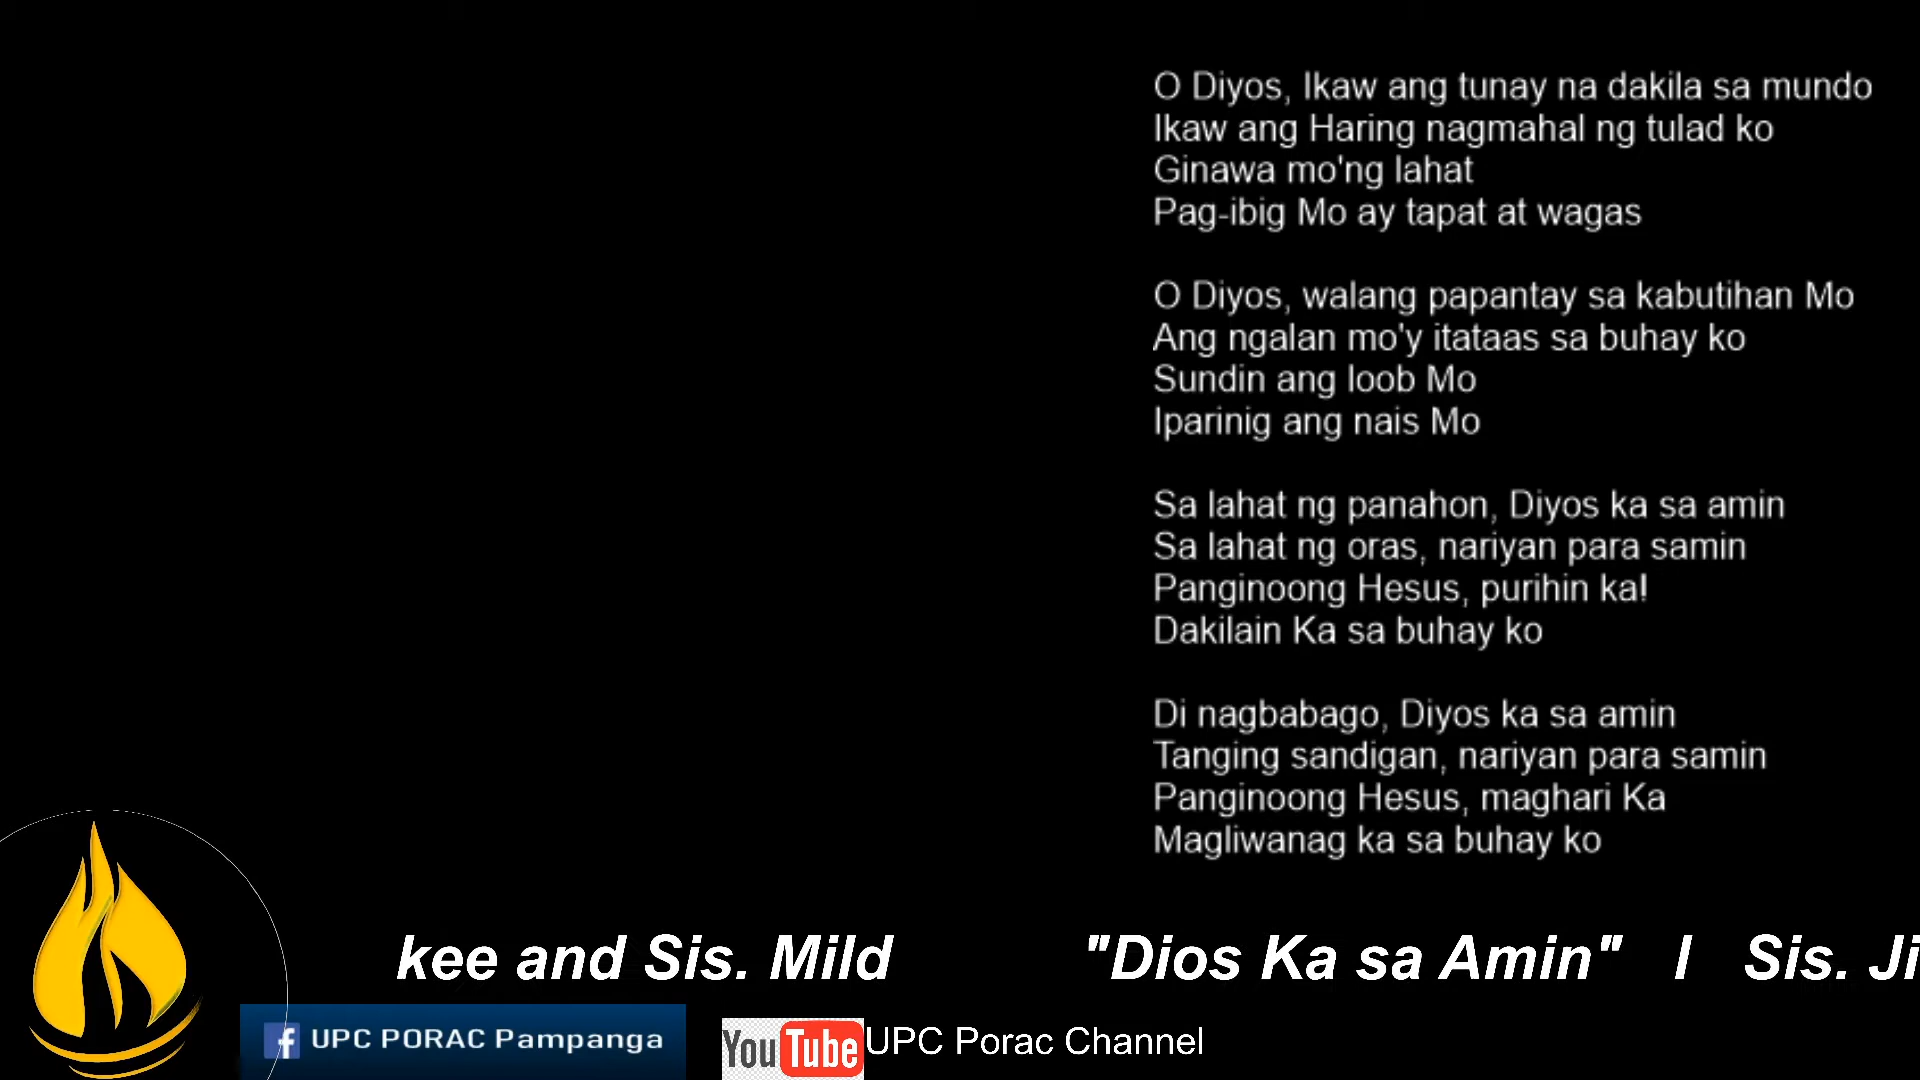 O Diyos, Ikaw ang tunay na dakila sa mundo
Ikaw ang Haring nagmahal ng tulad ko
Ginawa mo'ng lahat
Pag-ibig Mo ay tapat at wagas
O Diyos, walang papantay sa kabutihan Mo
Ang ngalan mo'y itataas sa buhay ko
Sundin ang loob Mo
Iparinig ang nais Mo
Sa lahat ng panahon, Diyos ka sa amin
Sa lahat ng oras, nariyan para samin
Panginoong Hesus, purihin ka!
Dakilain Ka sa buhay ko
Di nagbabago, Diyos ka sa amin
Tanging sandigan, nariyan para samin
Panginoong Hesus, maghari Ka
Magliwanag ka sa buhay ko
kee and Sis. Mild "Dios Ka sa Amin" I Sis. Ji
f UPC PORAC Pampanga YouTube UPC Porac Channel